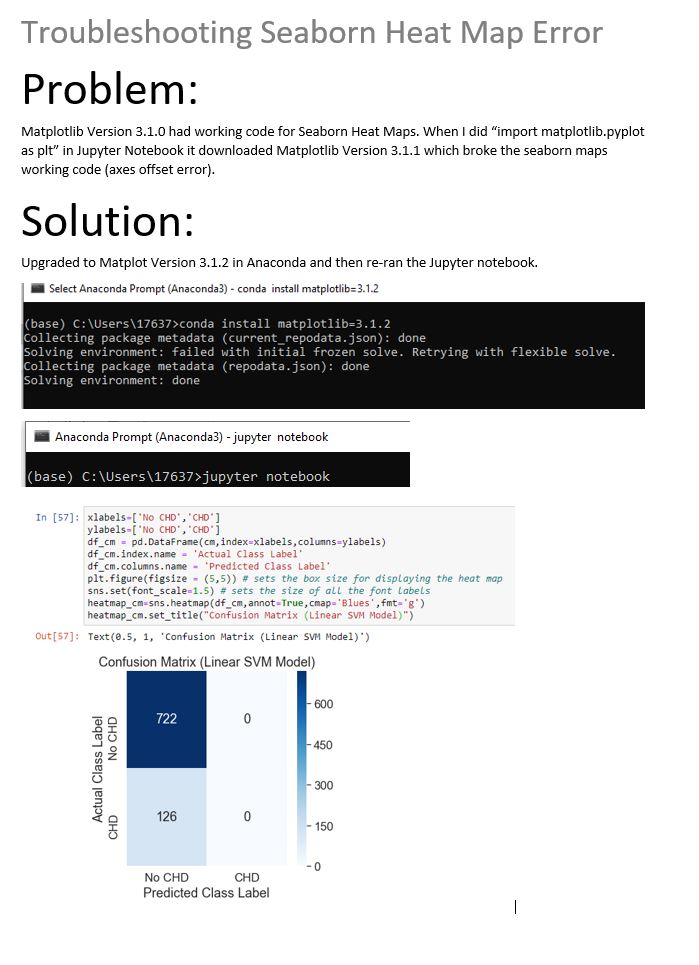 Troubleshooting Seaborn Heat Map Error
Problem:
Matplotlib Version 3.1.0 had working code for Seaborn Heat Maps. When I did “import matplotlib.pyplot
as plt” in Jupyter Notebook it downloaded Matplotlib Version 3.1.1 which broke the seaborn maps
working code (axes offset error).
Solution:
Upgraded to Matplot Version 3.1.2 in Anaconda and then re-ran the Jupyter notebook.
Select Anaconda Prompt (Anaconda3) - conda install matplotlib=3.1.2
(base) C:\Users\17637>conda install matplotlib=3.1.2
Collecting package metadata (current_repodata.json): done
Solving environment: failed with initial frozen solve. Retrying with flexible solve.
Collecting package metadata (repodata.json): done
Solving environment: done
Anaconda Prompt (Anaconda3) - jupyter notebook
(base) C:\Users\17637>jupyter notebook
In [57]: xlabels=['No CHD','CHD']
ylabels=['No CHD','CHD']
df_cm = pd.DataFrame(cm,index=xlabels,columns=ylabels)
df_cm.index.name = 'Actual Class Label'
df_cm.columns.name = 'Predicted Class Label'
plt.figure(figsize = (5,5)) # sets the box size for displaying the heat map
sns.set(font_scale=1.5) # sets the size of all the font labels
heatmap_cm=sns.heatmap(df_cm,annot=True,cmap='Blues',fmt='g')
heatmap_cm.set_title("Confusion Matrix (Linear SVM Model)")
Out[57]: Text(0.5, 1, 'Confusion Matrix (Linear SVM Model)')
Confusion Matrix (Linear SVM Model)
Actual Class Label
No CHD
CHD
722
0
126
0
600
450
300
150
0
No CHD
CHD
Predicted Class Label